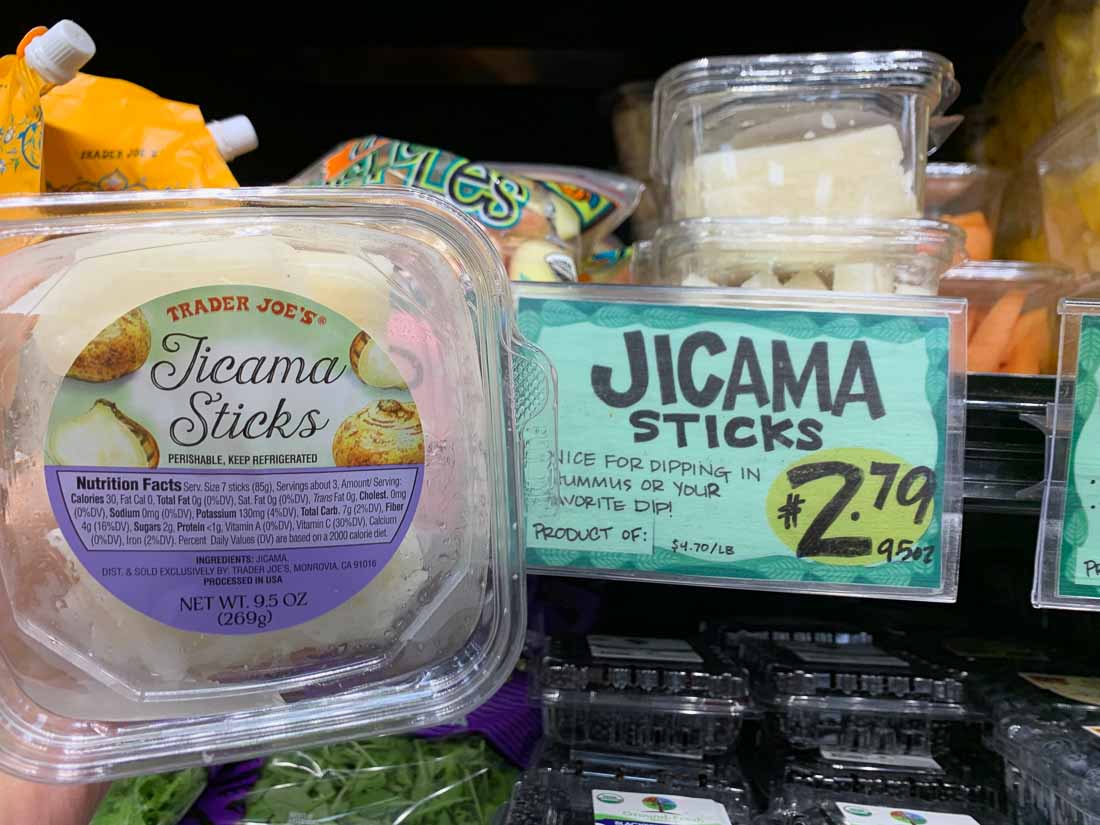 TRADER JOE'S
TRADER JOE'S®
Jicama
Sticks
PERISHABLE, KEEP REFRIGERATED
Nutrition Facts Serv. Size 7 sticks (85g), Servings about 3, Amount/ Serving:
Calories 30, Fat Cal 0, Total Fat 0g (0%DV), Sat. Fat 0g (0%DV), Trans Fat 0g, Cholest. 0mg
(0%DV), Sodium 0mg (0%DV), Potassium 130mg (4%DV), Total Carb. 7g (2%DV), Fiber
4g (16%DV), Sugars 2g, Protein <1g, Vitamin A (0%DV), Vitamin C (30%DV), Calcium
(0%DV), Iron (2%DV). Percent Daily Values (DV) are based on a 2000 calorie diet.
INGREDIENTS: JICAMA.
DIST. & SOLD EXCLUSIVELY BY: TRADER JOE'S, MONROVIA, CA 91016
PROCESSED IN USA
NET WT. 9.5 OZ
(269g)
JICAMA
STICKS
NICE FOR DIPPING IN
HUMMUS OR YOUR
FAVORITE DIP!
$2.79
9.5oz
PRODUCT OF:
$4.70/LB